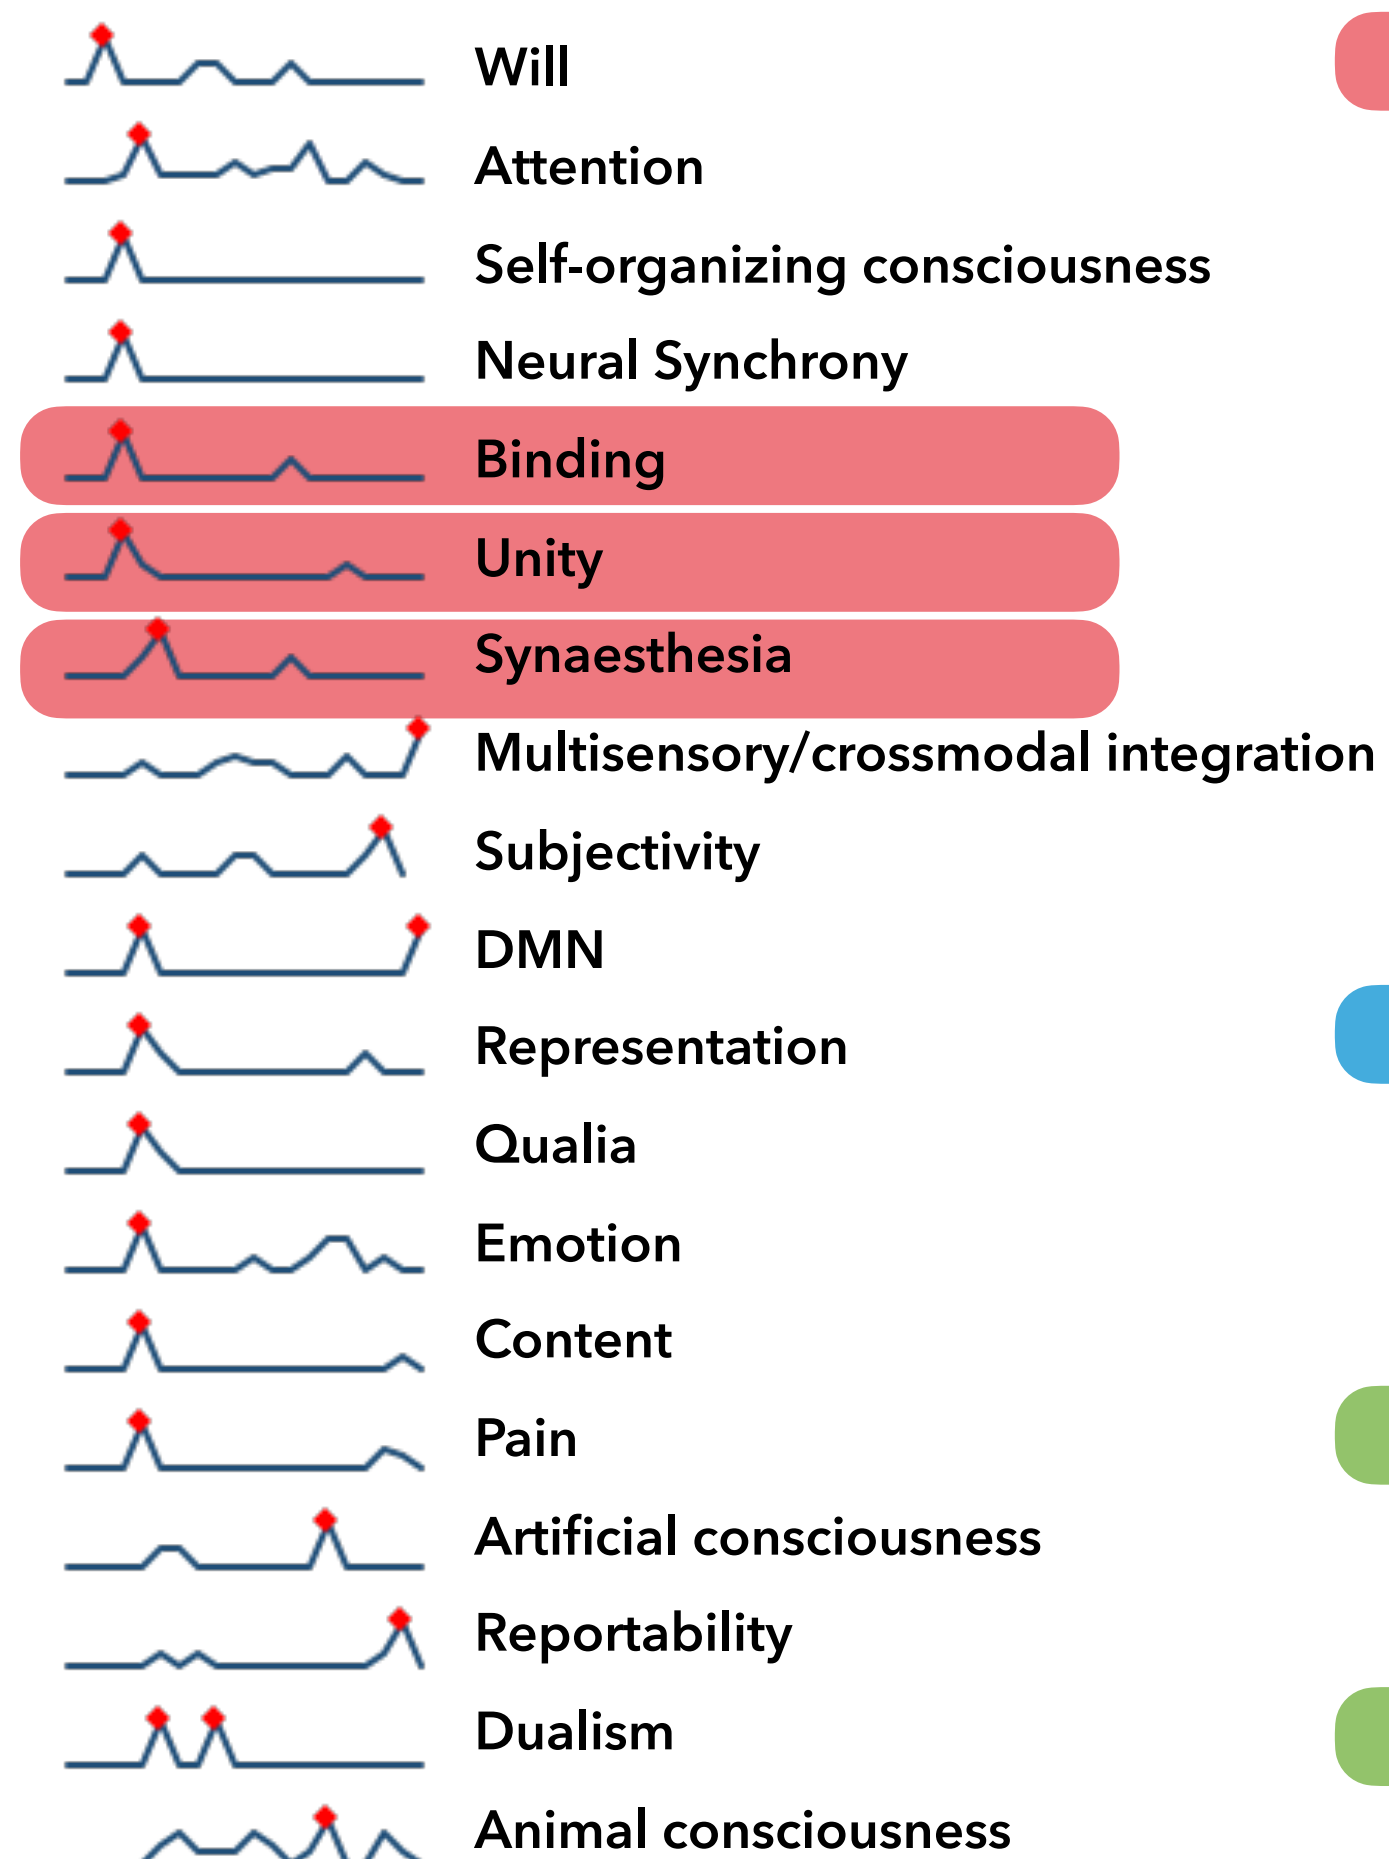 Will
Attention
Self-organizing consciousness
Neural Synchrony
Binding
Unity
Synaesthesia
Multisensory/crossmodal integration
Subjectivity
DMN
Representation
Qualia
Emotion
Content
Pain
Artificial consciousness
Reportability
Dualism
Animal consciousness